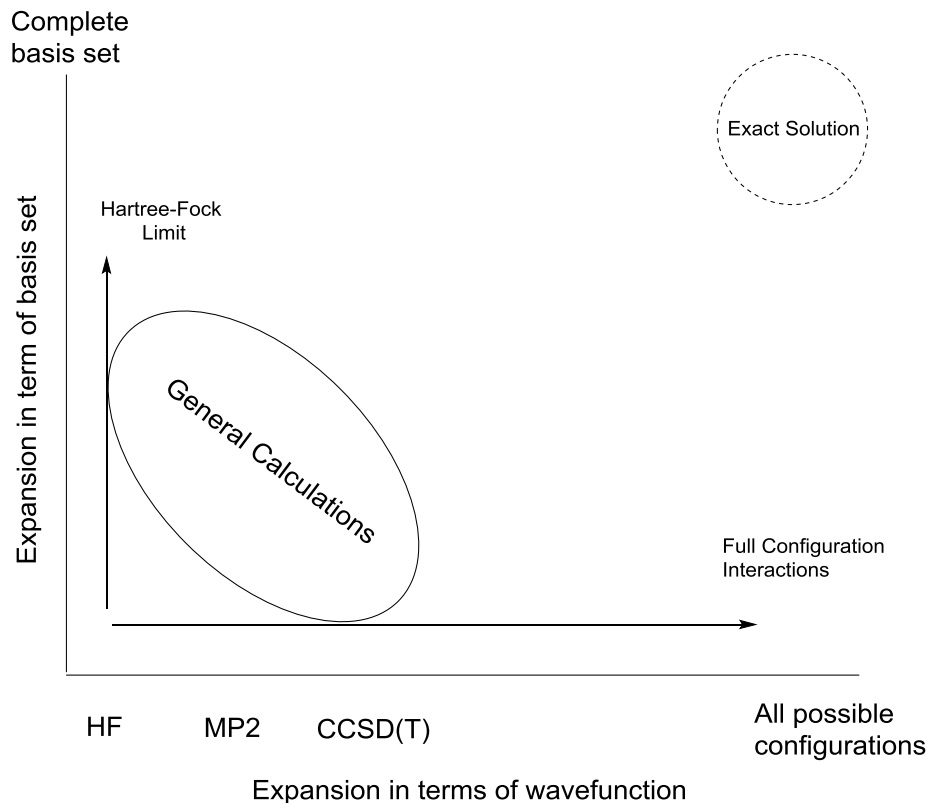 Complete
basis set
Exact Solution
Hartree-Fock
Limit
Expansion in term of basis set
General Calculations
Full Configuration
Interactions
HF MP2 CCSD(T) All possible
configurations
Expansion in terms of wavefunction